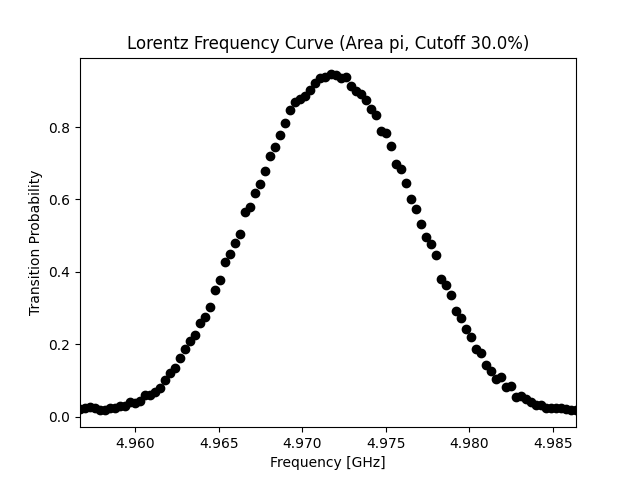 Lorentz Frequency Curve (Area pi, Cutoff 30.0%)
Transition Probability
0.8
0.6
0.4
0.2
0.0
4.960 4.965 4.970 4.975 4.980 4.985
Frequency [GHz]